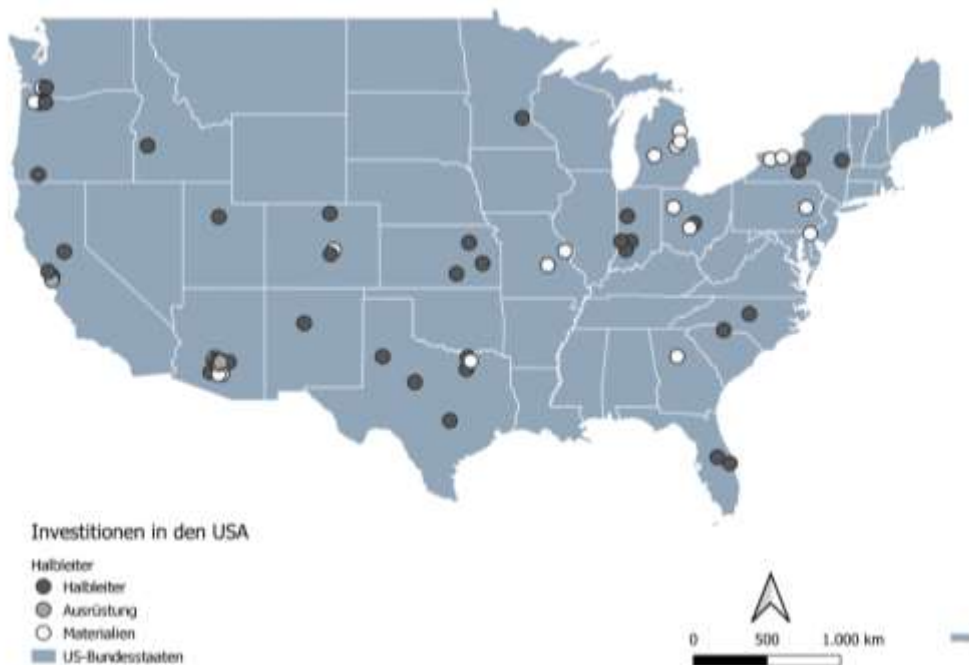 Investitionen in den USA
Halbleiter
Halbleiter
Ausrüstung
Materialien
US-Bundesstaaten
0 500 1.000 km